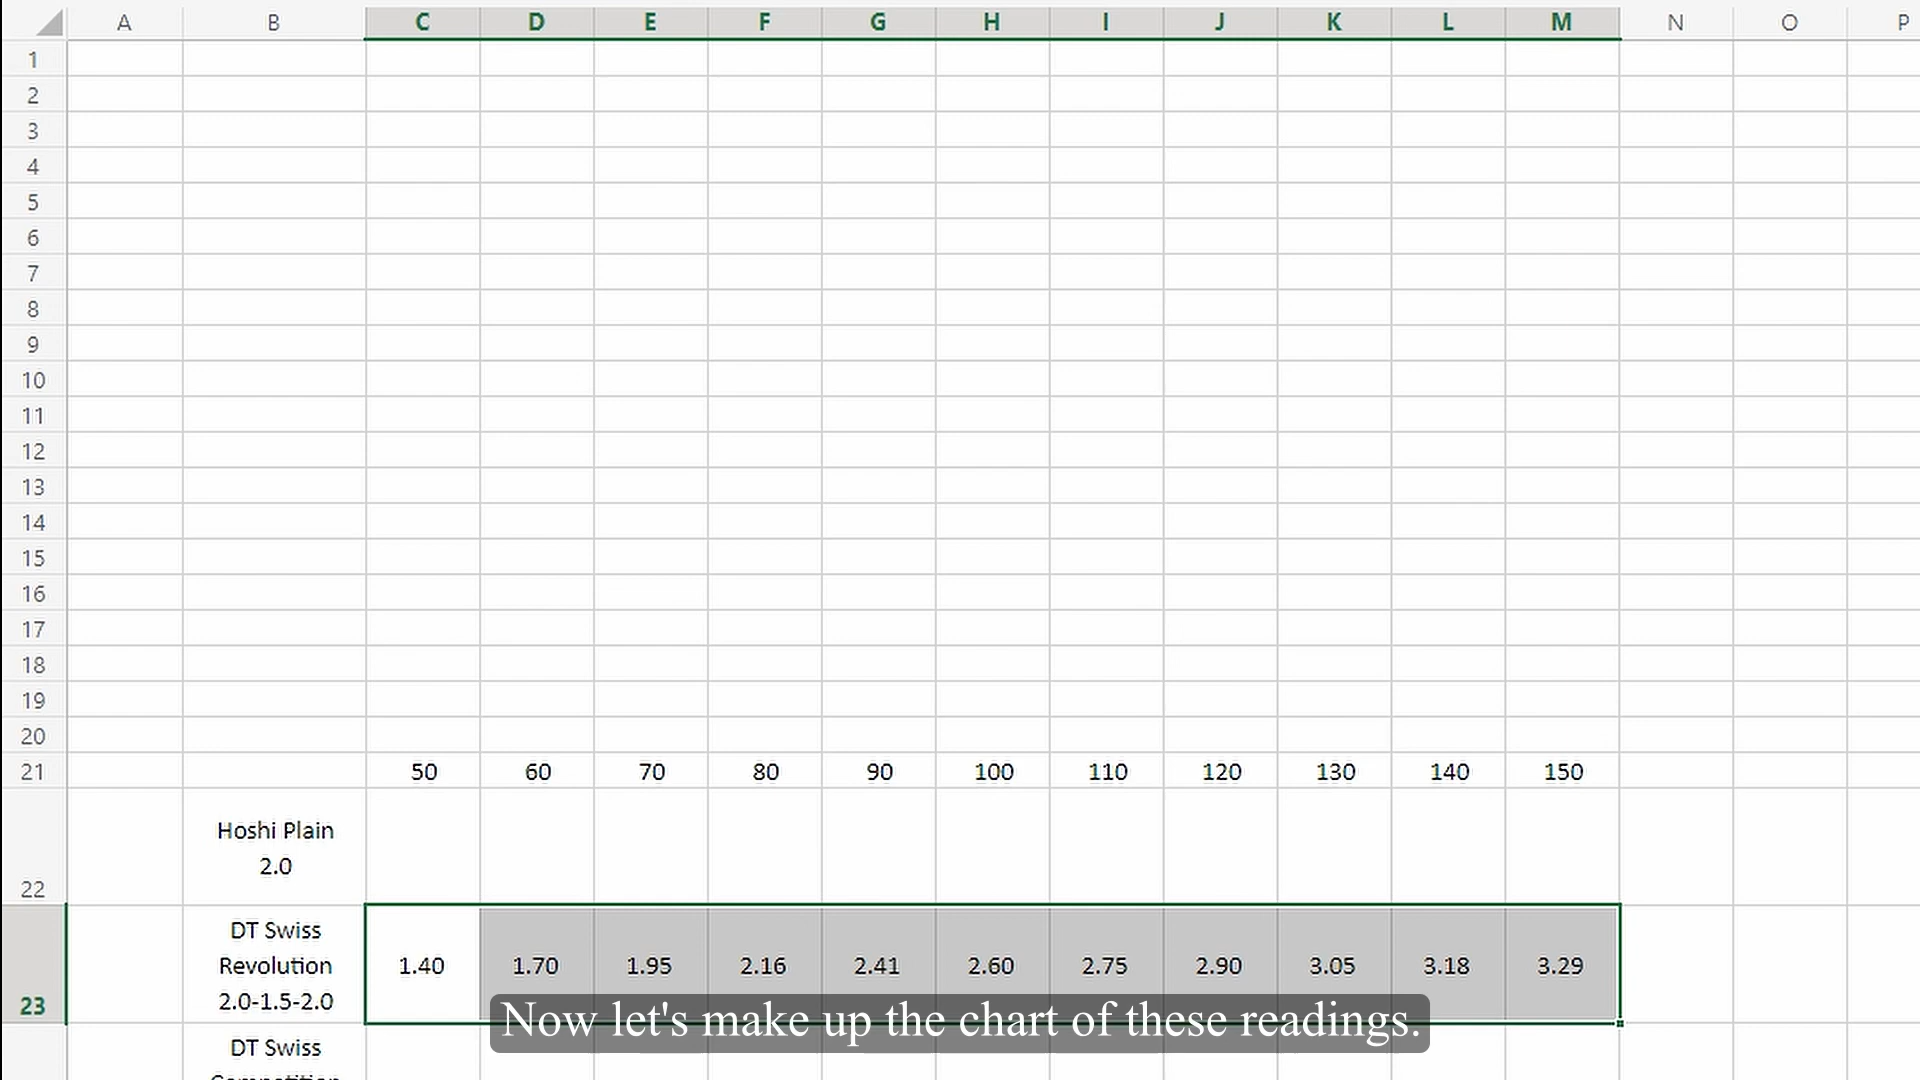 A B C D E F G H I J K L M N O P
1
2
3
4
5
6
7
8
9
10
11
12
13
14
15
16
17
18
19
20
21 50 60 70 80 90 100 110 120 130 140 150
Hoshi Plain
2.0
22
DT Swiss
Revolution
2.0-1.5-2.0
23 1.40 1.70 1.95 2.16 2.41 2.60 2.75 2.90 3.05 3.18 3.29
Now let's make up the chart of these readings.
DT Swiss